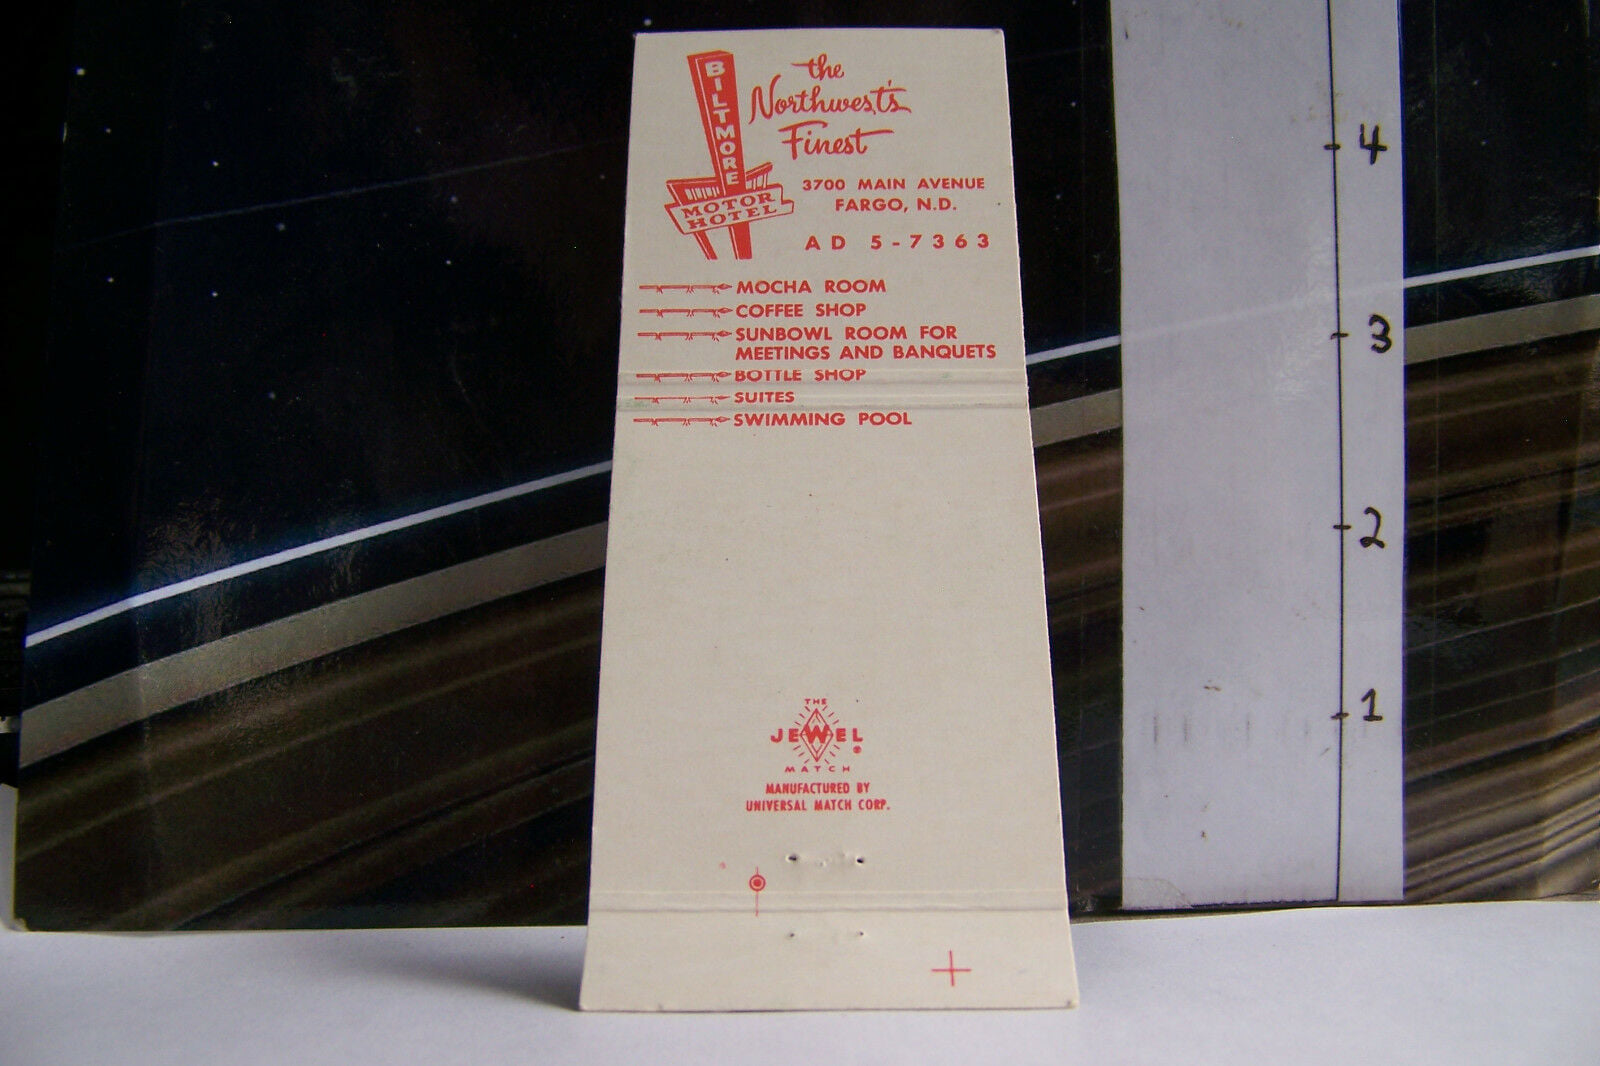 BILTMORE
MOTOR
HOTEL
the
Northwest's
Finest
3700 MAIN AVENUE
FARGO, N.D.
AD 5-7363
MOCHA ROOM
COFFEE SHOP
SUNBOWL ROOM FOR
MEETINGS AND BANQUETS
BOTTLE SHOP
SUITES
SWIMMING POOL
THE
JEWEL
MATCH
MANUFACTURED BY
UNIVERSAL MATCH CORP.
4
3
2
1